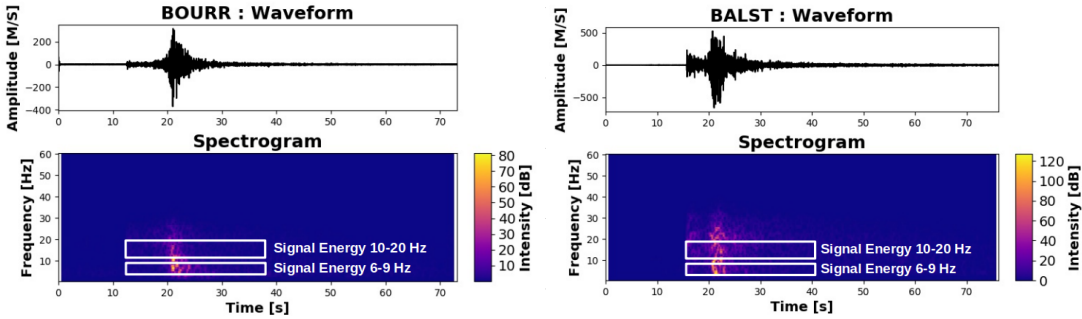 BOURR : Waveform
Amplitude [M/S]
200
0
−200
−400
0 10 20 30 40 50 60 70
Spectrogram
Frequency [Hz]
60
50
40
30
20
10
Signal Energy 10-20 Hz
Signal Energy 6-9 Hz
0 10 20 30 40 50 60 70
Time [s]
80
70
60
50
40
30
20
10
Intensity [dB]
BALST : Waveform
Amplitude [M/S]
500
0
−500
0 10 20 30 40 50 60 70
Spectrogram
Frequency [Hz]
60
50
40
30
20
10
Signal Energy 10-20 Hz
Signal Energy 6-9 Hz
0 10 20 30 40 50 60 70
Time [s]
120
100
80
60
40
20
0
Intensity [dB]